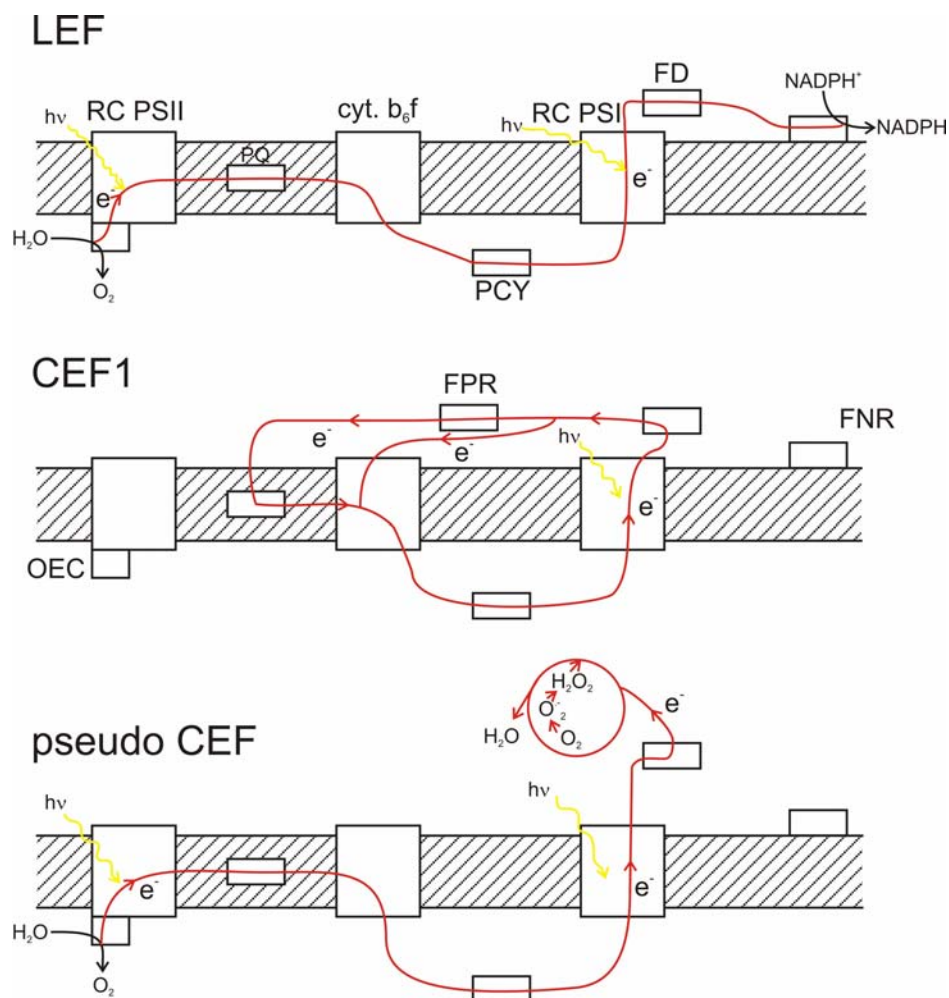 LEF
RC PSII
cyt. b₆f
RC PSI
FD
NADPH⁺
hν
hν
NADPH
PQ
e⁻
e⁻
H₂O
O₂
PCY
CEF1
FPR
FNR
e⁻
e⁻
hν
e⁻
OEC
pseudo CEF
H₂O₂
O⁻₂
O₂
H₂O
e⁻
hν
hν
e⁻
e⁻
H₂O
O₂